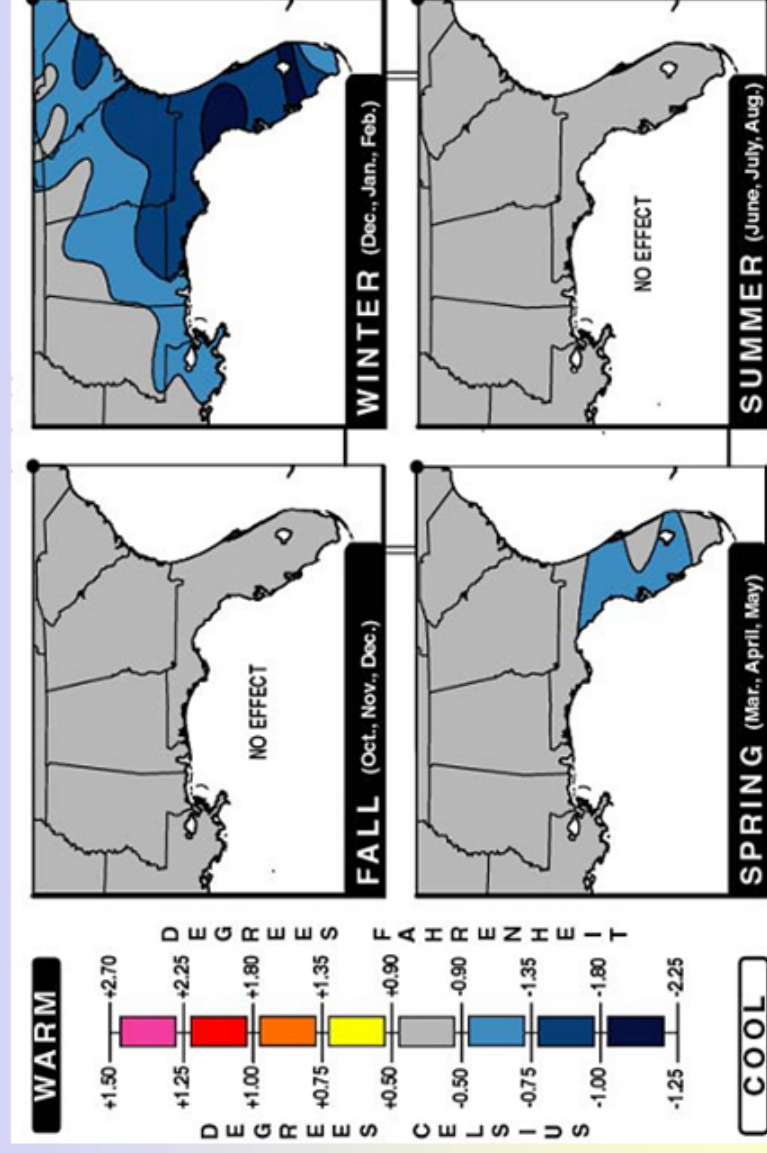 WARM
DEGREES CELSIUS
+1.50 +2.70
+1.25 +2.25
+1.00 +1.80
+0.75 +1.35
+0.50 +0.90
-0.50 -0.90
-0.75 -1.35
-1.00 -1.80
-1.25 -2.25
DEGREES FAHRENHEIT
COOL
NO EFFECT
FALL (Oct., Nov., Dec.)
WINTER (Dec., Jan., Feb.)
SPRING (Mar., April, May)
NO EFFECT
SUMMER (June, July, Aug.)